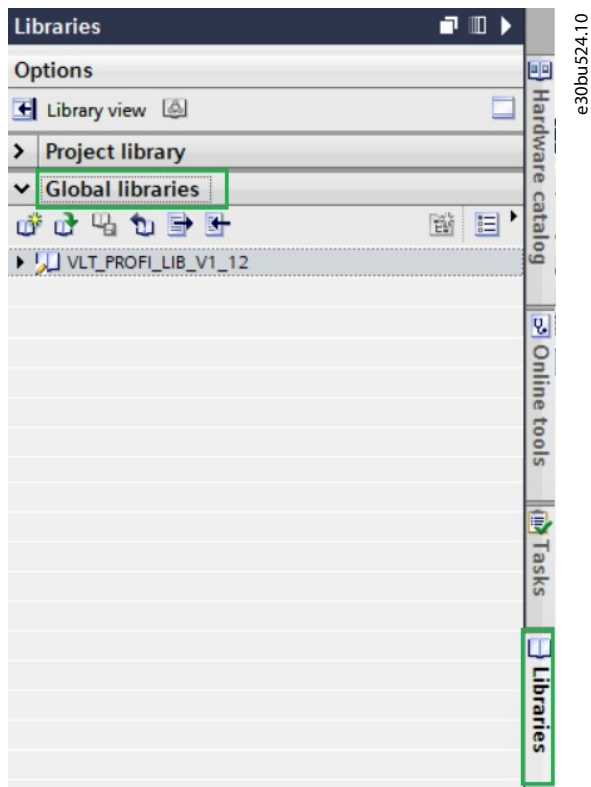 Libraries
Options
Library view
Project library
Global libraries
VLT_PROFI_LIB_V1_12
Hardware catalog
Online tools
Tasks
Libraries
e30bu524.10